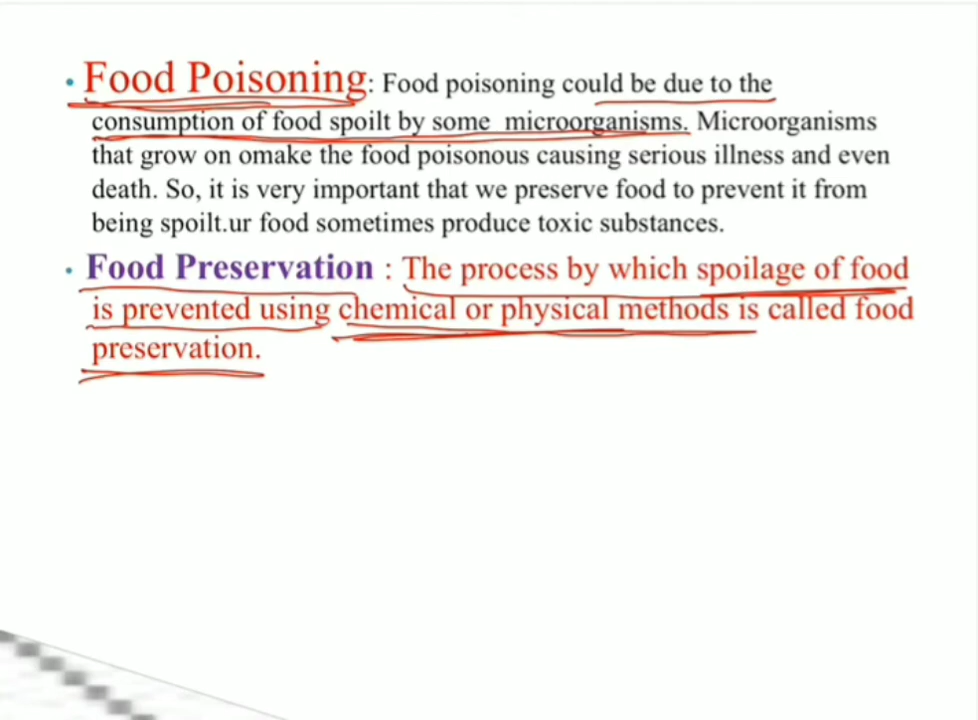 • Food Poisoning: Food poisoning could be due to the
consumption of food spoilt by some microorganisms. Microorganisms
that grow on omake the food poisonous causing serious illness and even
death. So, it is very important that we preserve food to prevent it from
being spoilt.ur food sometimes produce toxic substances.
• Food Preservation : The process by which spoilage of food
is prevented using chemical or physical methods is called food
preservation.